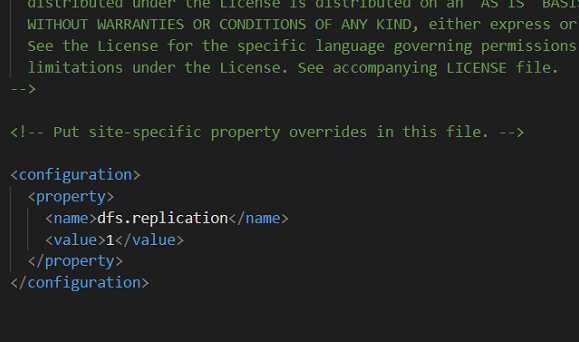 distributed under the License is distributed on an "AS IS" BASIS
WITHOUT WARRANTIES OR CONDITIONS OF ANY KIND, either express or
See the License for the specific language governing permissions
limitations under the License. See accompanying LICENSE file.
-->
<!-- Put site-specific property overrides in this file. -->
<configuration>
<property>
<name>dfs.replication</name>
<value>1</value>
</property>
</configuration>